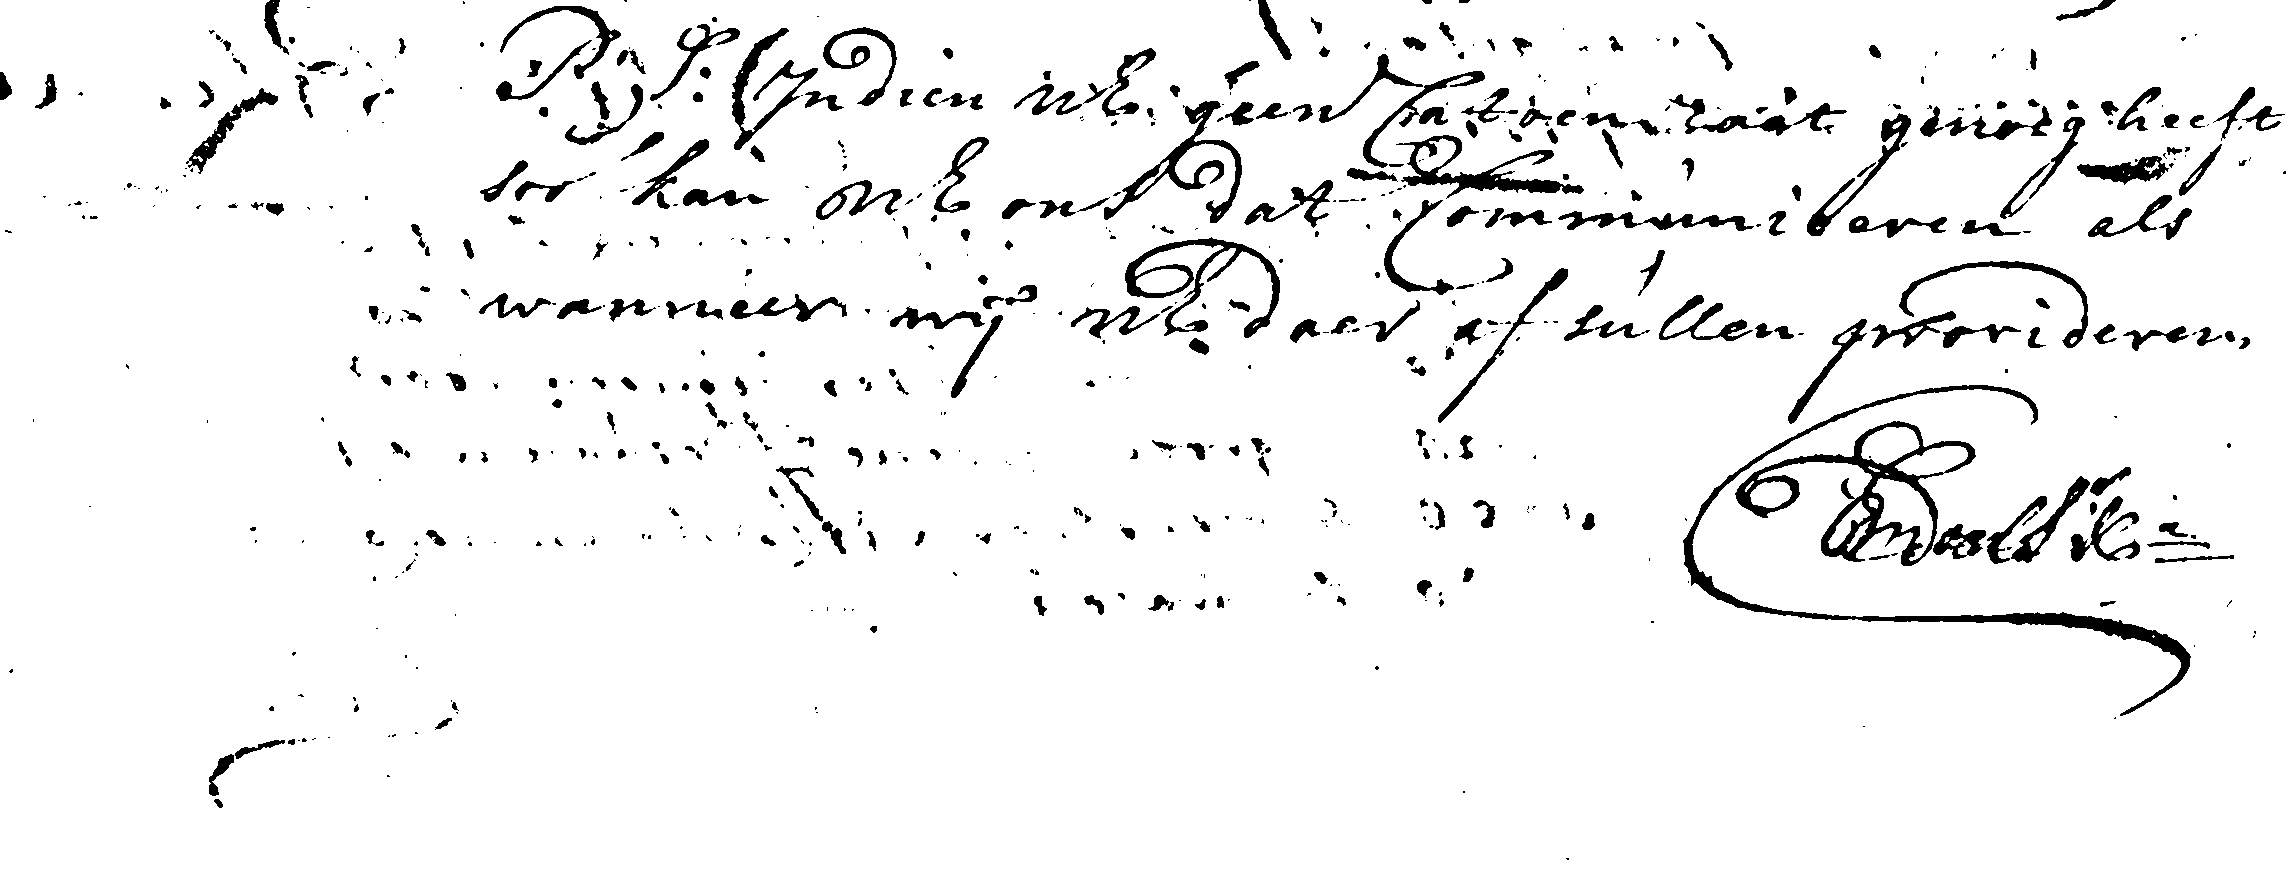 P. S: Indien UE. geen Catoen zaat genoeg heeft
soo kan UE ons dat Communiceren als
wanneer wij UE daer af sullen provideren,